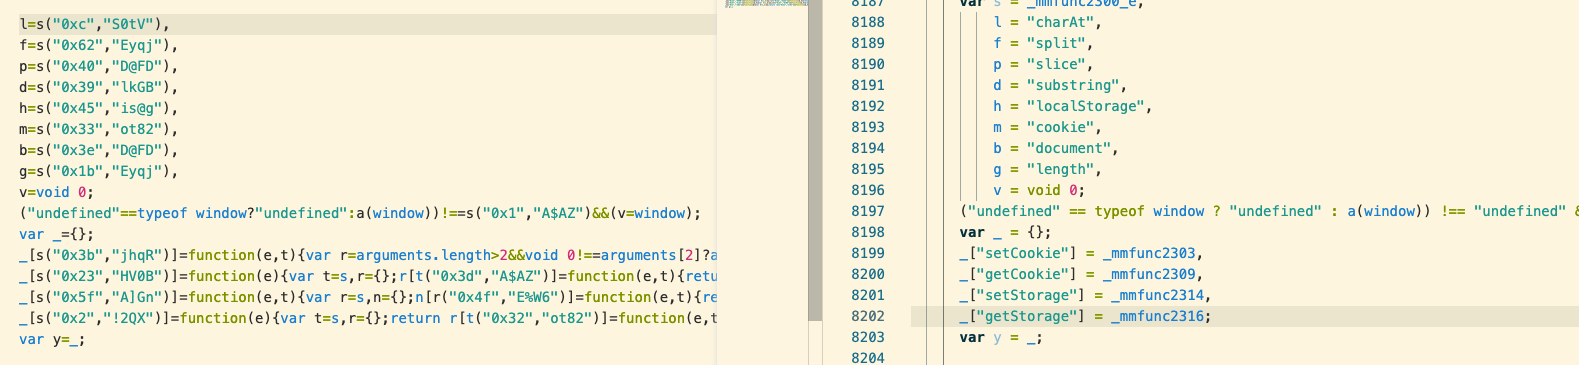 l=s("0xc","S0tV"),
f=s("0x62","Eyqj"),
p=s("0x40","D@FD"),
d=s("0x39","lkGB"),
h=s("0x45","is@g"),
m=s("0x33","ot82"),
b=s("0x3e","D@FD"),
g=s("0x1b","Eyqj"),
v=void 0;
("undefined"==typeof window?"undefined":a(window))!==s("0x1","A$AZ")&&(v=window);
var _={};
_[s("0x3b","jhqR")]=function(e,t){var r=arguments.length>2&&void 0!==arguments[2]?a
_[s("0x23","HV0B")]=function(e){var t=s,r={};r[t("0x3d","A$AZ")]=function(e,t){retu
_[s("0x5f","A]Gn")]=function(e,t){var r=s,n={};n[r("0x4f","E%W6")]=function(e,t){re
_[s("0x2","!2QX")]=function(e){var t=s,r={};return r[t("0x32","ot82")]=function(e,t
var y=_;
8187 var s = _mmfunc2300_e,
8188 l = "charAt",
8189 f = "split",
8190 p = "slice",
8191 d = "substring",
8192 h = "localStorage",
8193 m = "cookie",
8194 b = "document",
8195 g = "length",
8196 v = void 0;
8197 ("undefined" == typeof window ? "undefined" : a(window)) !== "undefined" &
8198 var _ = {};
8199 _["setCookie"] = _mmfunc2303,
8200 _["getCookie"] = _mmfunc2309,
8201 _["setStorage"] = _mmfunc2314,
8202 _["getStorage"] = _mmfunc2316;
8203 var y = _;
8204